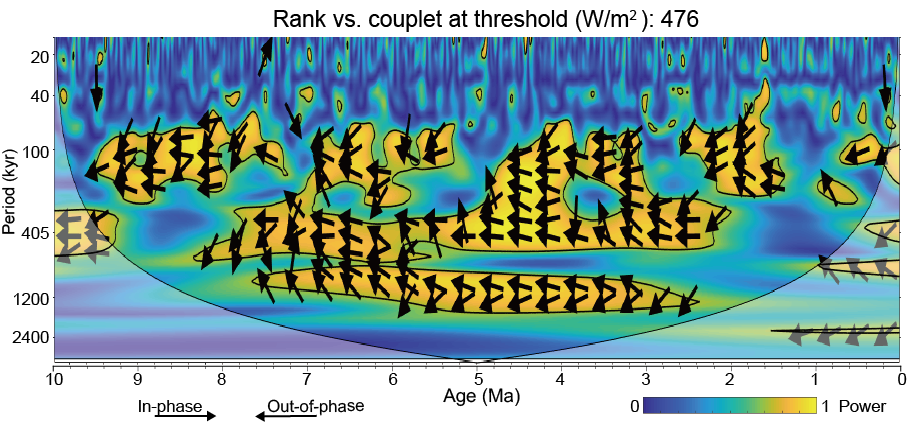 Rank vs. couplet at threshold (W/m²): 476
20
40
100
405
1200
2400
Period (kyr)
10 9 8 7 6 5 4 3 2 1 0
Age (Ma)
In-phase Out-of-phase
0 1 Power